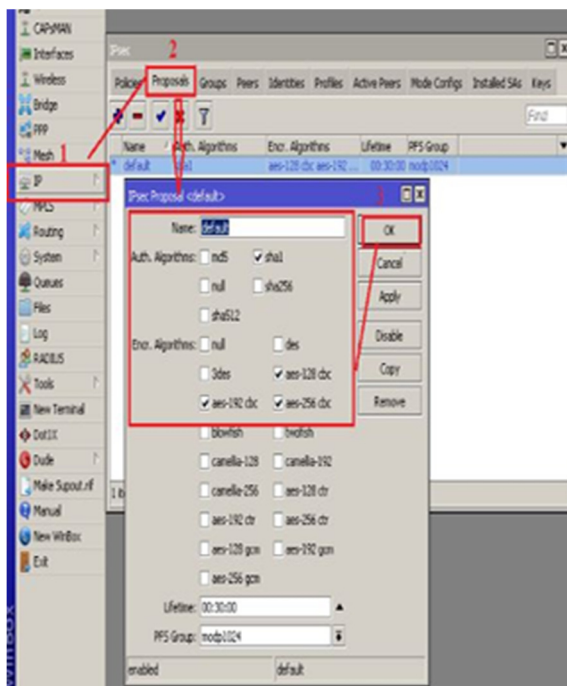 CAPsMAN
Interfaces
Wireless
Bridge
PPP
Mesh
IP
MPLS
Routing
System
Queues
Files
Log
RADIUS
Tools
New Terminal
Dot1X
Dude
Make Supout.rif
Manual
New WinBox
Exit
WinBox
1
2
3
IPsec
Policies Proposals Groups Peers Identities Profiles Active Peers Mode Configs Installed SAs Keys
Find
Name Auth. Algorithms Encr. Algorithms Lifetime PFS Group
* default sha1 aes-128 cbc aes-192 ... 00:30:00 modp1024
IPsec Proposal <default>
Name: default
Auth. Algorithms: md5 sha1
null sha256
sha512
Encr. Algorithms: null des
3des aes-128 cbc
aes-192 cbc aes-256 cbc
blowfish twofish
camellia-128 camellia-192
camellia-256 aes-128 ctr
aes-192 ctr aes-256 ctr
aes-128 gcm aes-192 gcm
aes-256 gcm
Lifetime: 00:30:00
PFS Group: modp1024
enabled default
OK
Cancel
Apply
Disable
Copy
Remove